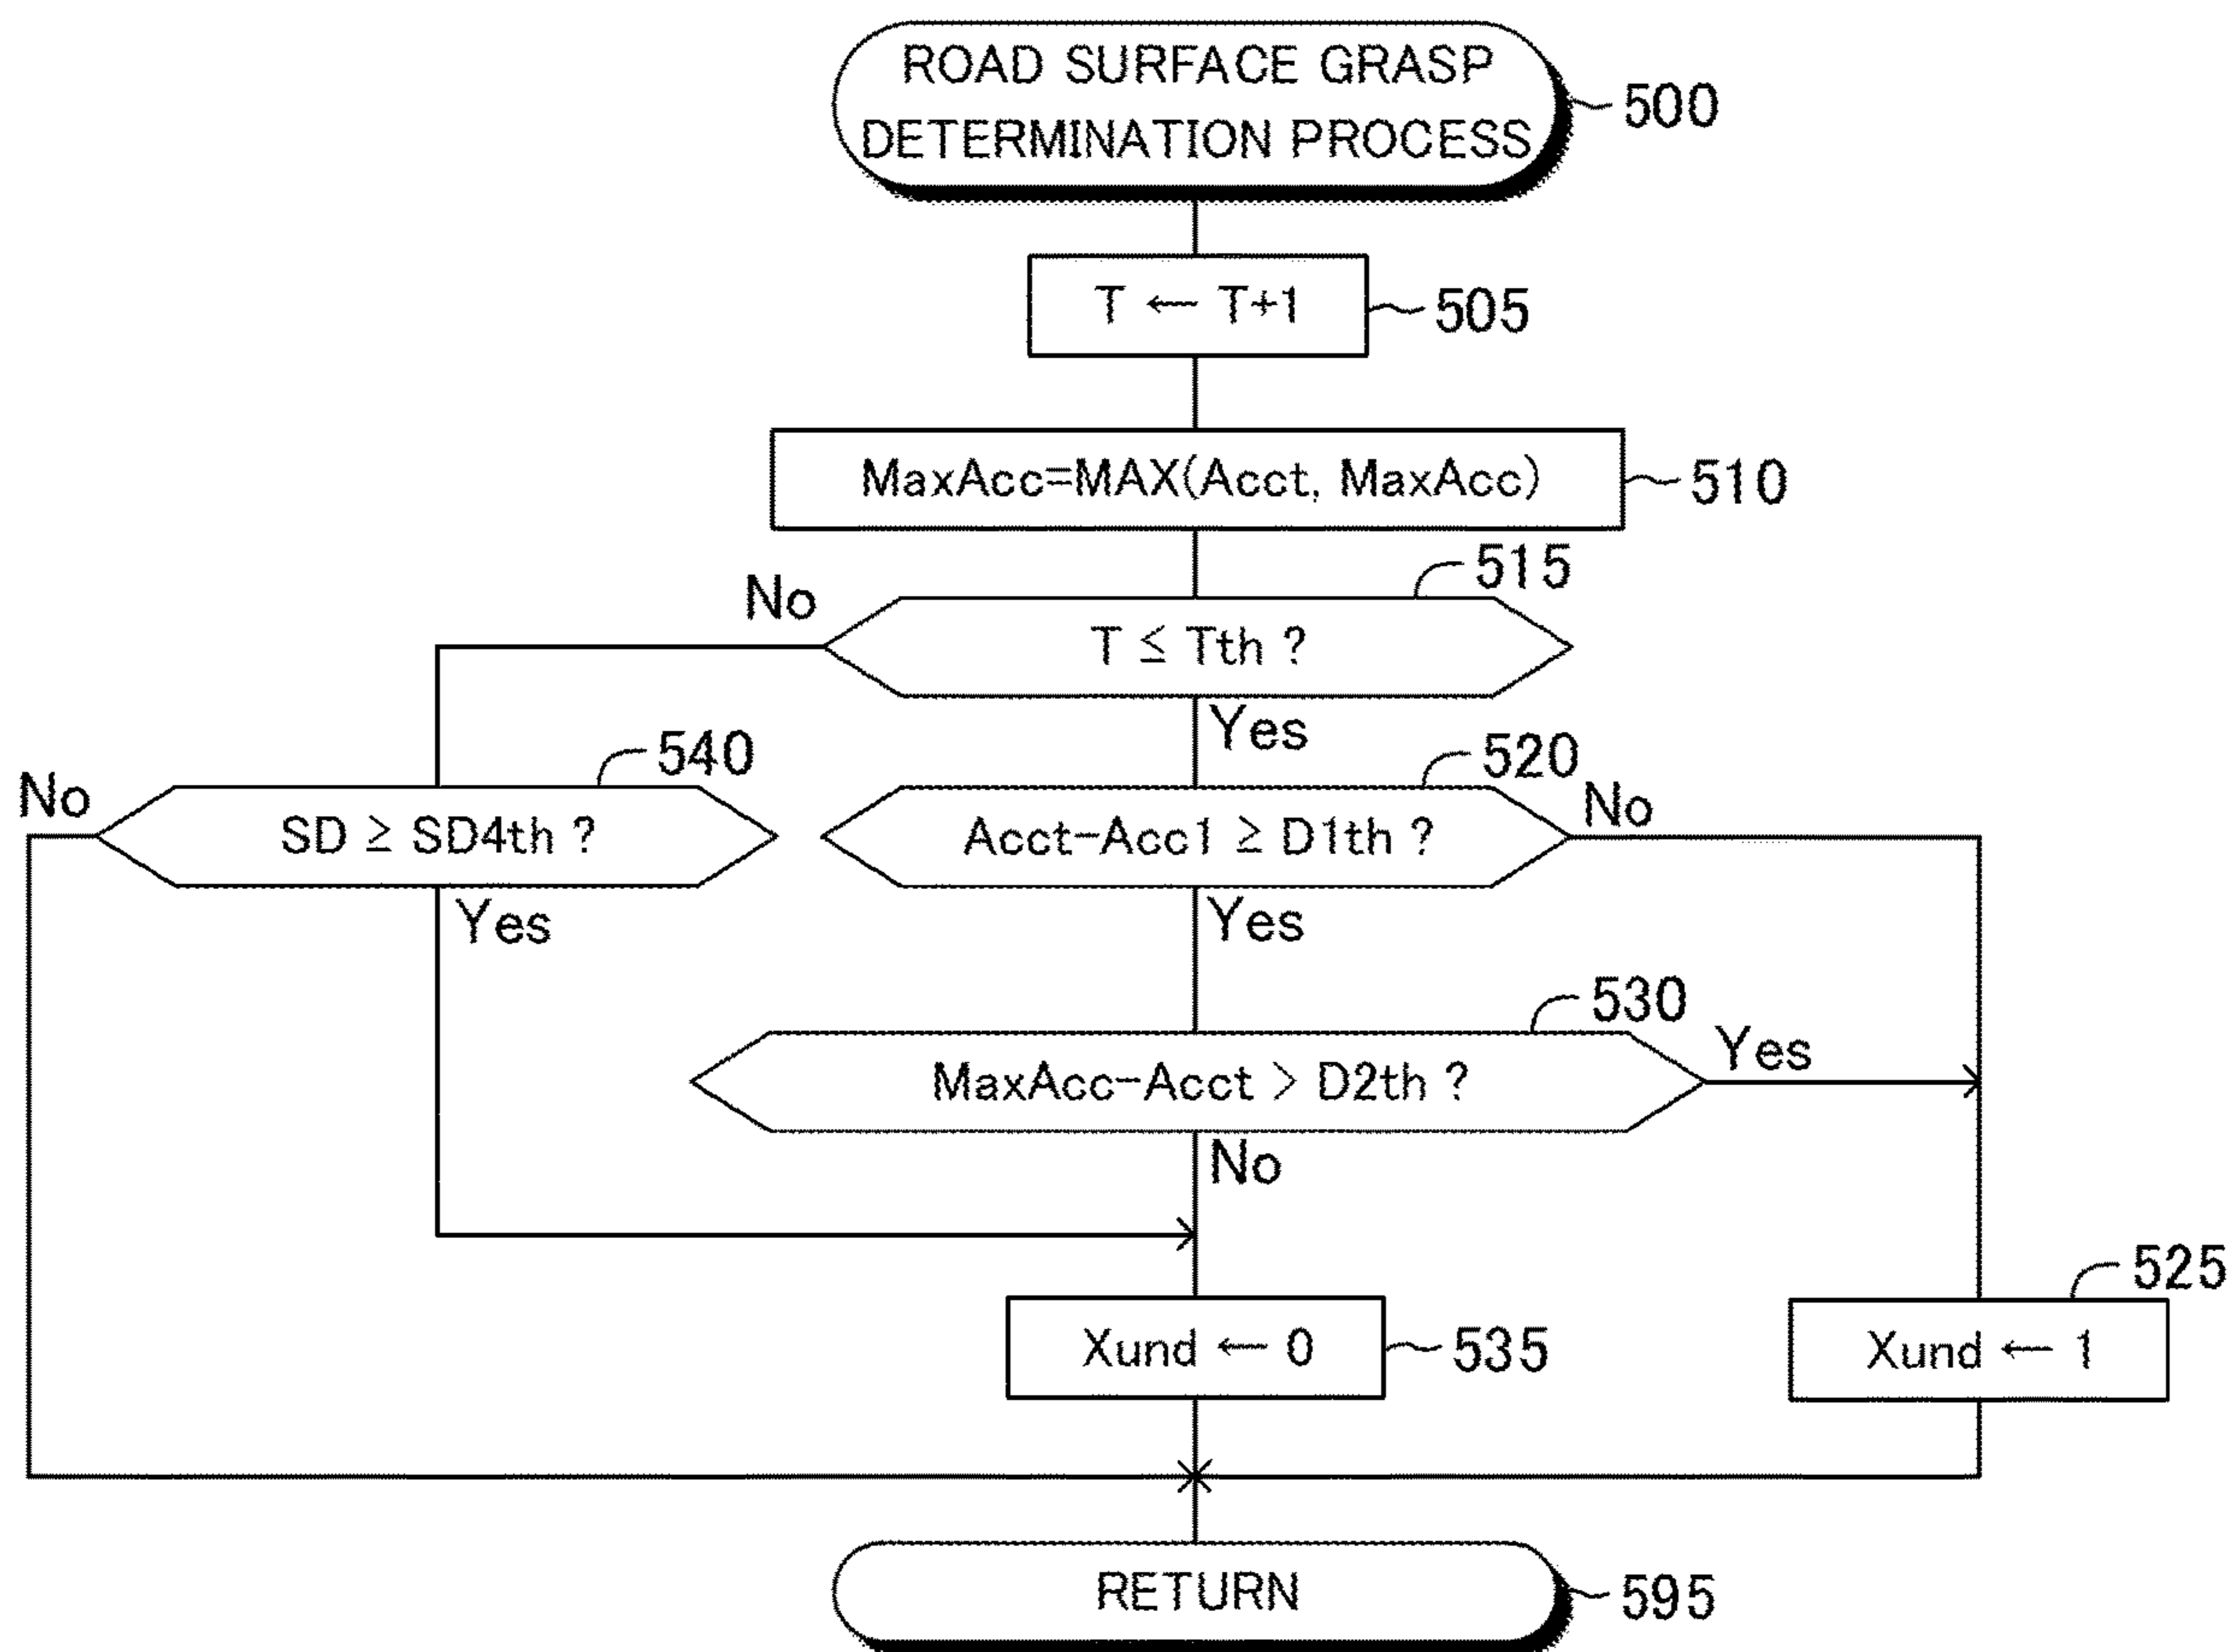 ROAD SURFACE GRASP
DETERMINATION PROCESS
500
T ← T+1
505
MaxAcc=MAX(Acct, MaxAcc)
510
515
No
T ≤ Tth ?
Yes
540
520
No
SD ≥ SD4th ?
Acct-Acc1 ≥ D1th ?
No
Yes
Yes
530
MaxAcc-Acct > D2th ?
Yes
No
525
Xund ← 0
535
Xund ← 1
RETURN
595